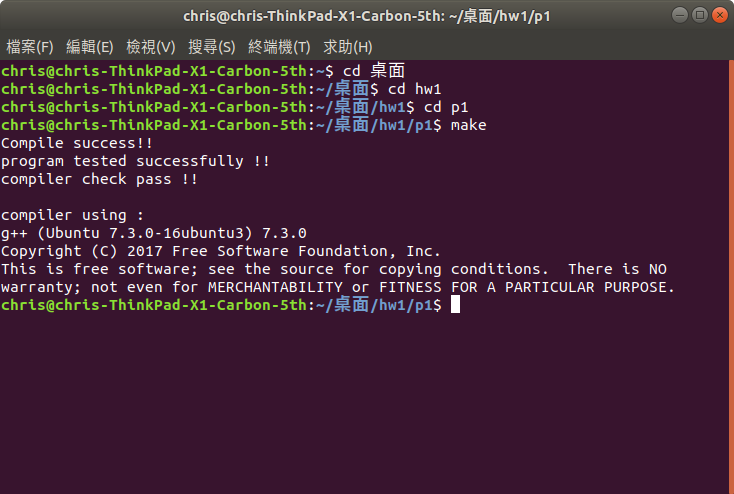 chris@chris-ThinkPad-X1-Carbon-5th: ~/桌面/hw1/p1
檔案(F) 編輯(E) 檢視(V) 搜尋(S) 終端機(T) 求助(H)
chris@chris-ThinkPad-X1-Carbon-5th:~$ cd 桌面
chris@chris-ThinkPad-X1-Carbon-5th:~/桌面$ cd hw1
chris@chris-ThinkPad-X1-Carbon-5th:~/桌面/hw1$ cd p1
chris@chris-ThinkPad-X1-Carbon-5th:~/桌面/hw1/p1$ make
Compile success!!
program tested successfully !!
compiler check pass !!

compiler using :
g++ (Ubuntu 7.3.0-16ubuntu3) 7.3.0
Copyright (C) 2017 Free Software Foundation, Inc.
This is free software; see the source for copying conditions.  There is NO
warranty; not even for MERCHANTABILITY or FITNESS FOR A PARTICULAR PURPOSE.
chris@chris-ThinkPad-X1-Carbon-5th:~/桌面/hw1/p1$